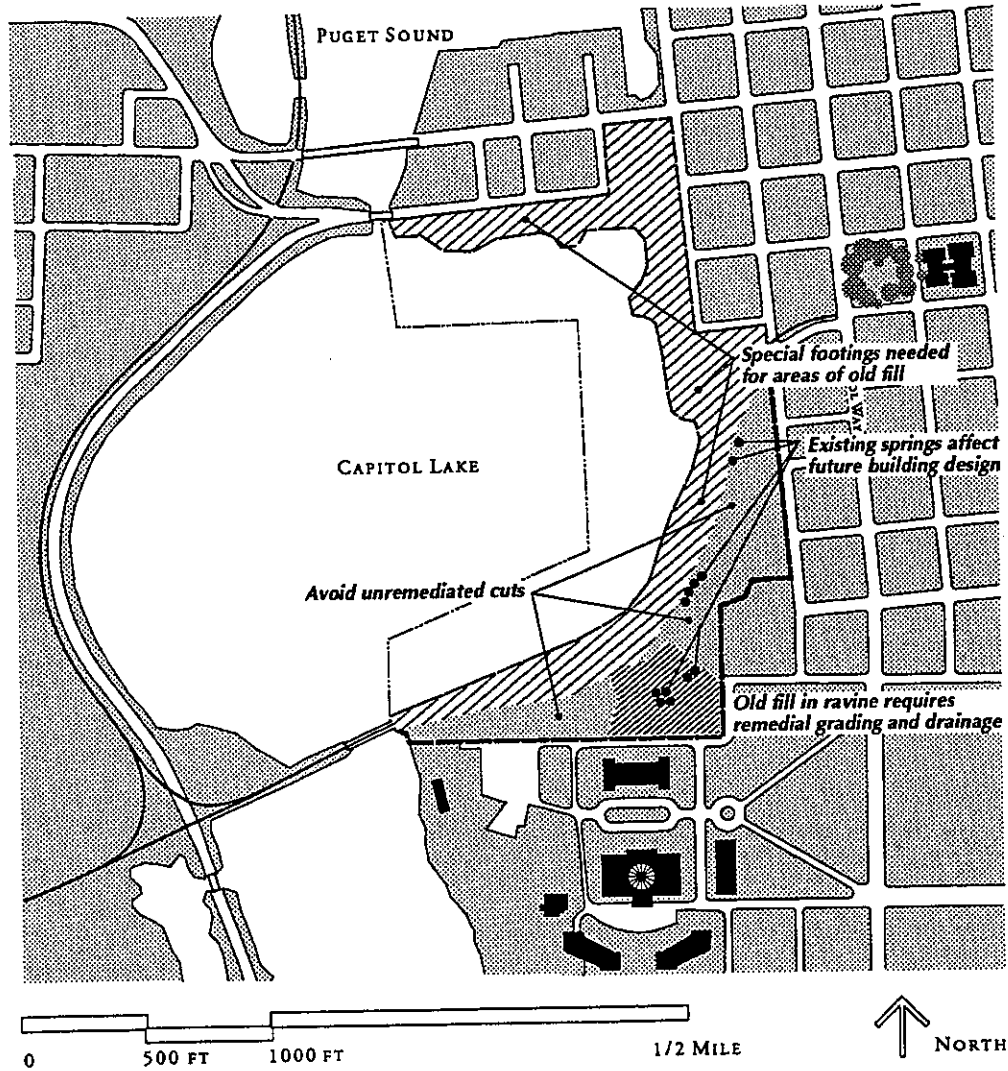 PUGET SOUND
Special footings needed
for areas of old fill
OL WAY
Existing springs affect
future building design
CAPITOL LAKE
Avoid unremediated cuts
Old fill in ravine requires
remedial grading and drainage
0
500 FT
1000 FT
1/2 MILE
NORTH